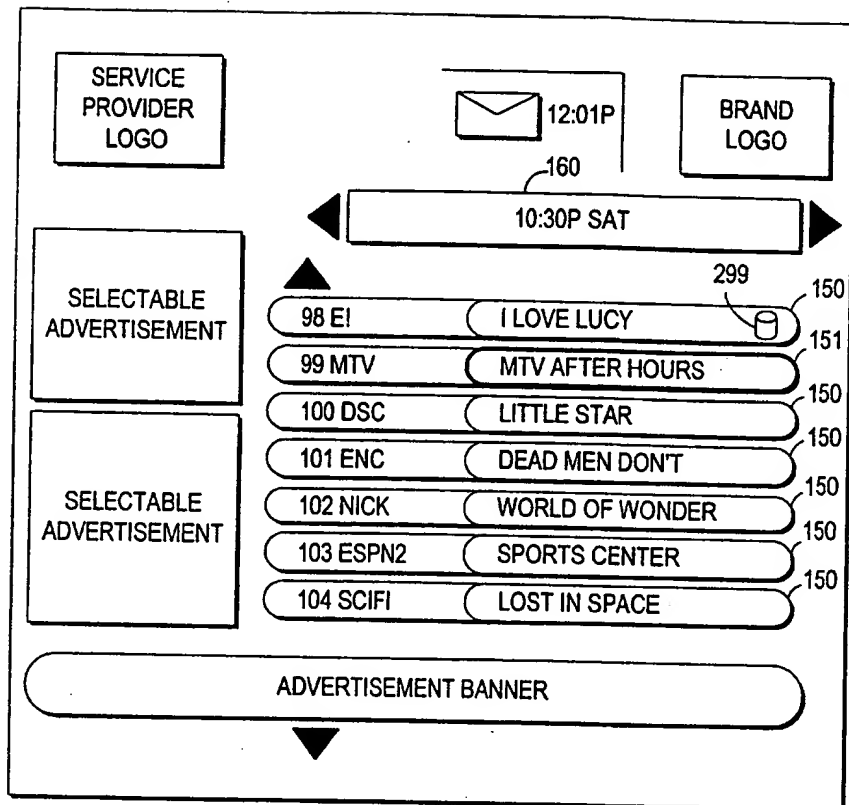 SERVICE
PROVIDER
LOGO
12:01P
BRAND
LOGO
160
10:30P SAT
SELECTABLE
ADVERTISEMENT
299
98 E! I LOVE LUCY 150
99 MTV MTV AFTER HOURS 151
100 DSC LITTLE STAR 150
101 ENC DEAD MEN DON'T 150
102 NICK WORLD OF WONDER 150
103 ESPN2 SPORTS CENTER 150
104 SCIFI LOST IN SPACE 150
SELECTABLE
ADVERTISEMENT
ADVERTISEMENT BANNER